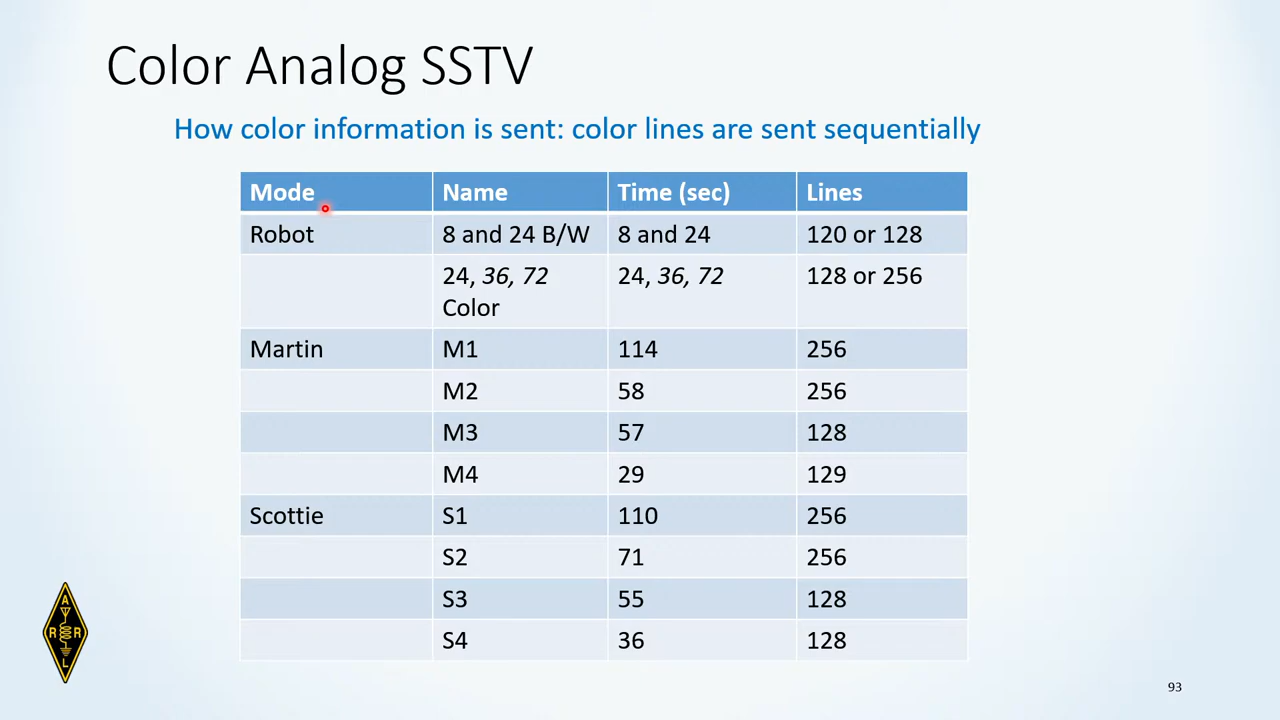 Color Analog SSTV
How color information is sent: color lines are sent sequentially
Mode Name Time (sec) Lines
Robot 8 and 24 B/W 8 and 24 120 or 128
24, 36, 72 24, 36, 72 128 or 256
Color
Martin M1 114 256
M2 58 256
M3 57 128
M4 29 129
Scottie S1 110 256
S2 71 256
S3 55 128
S4 36 128
A
R R
L
93